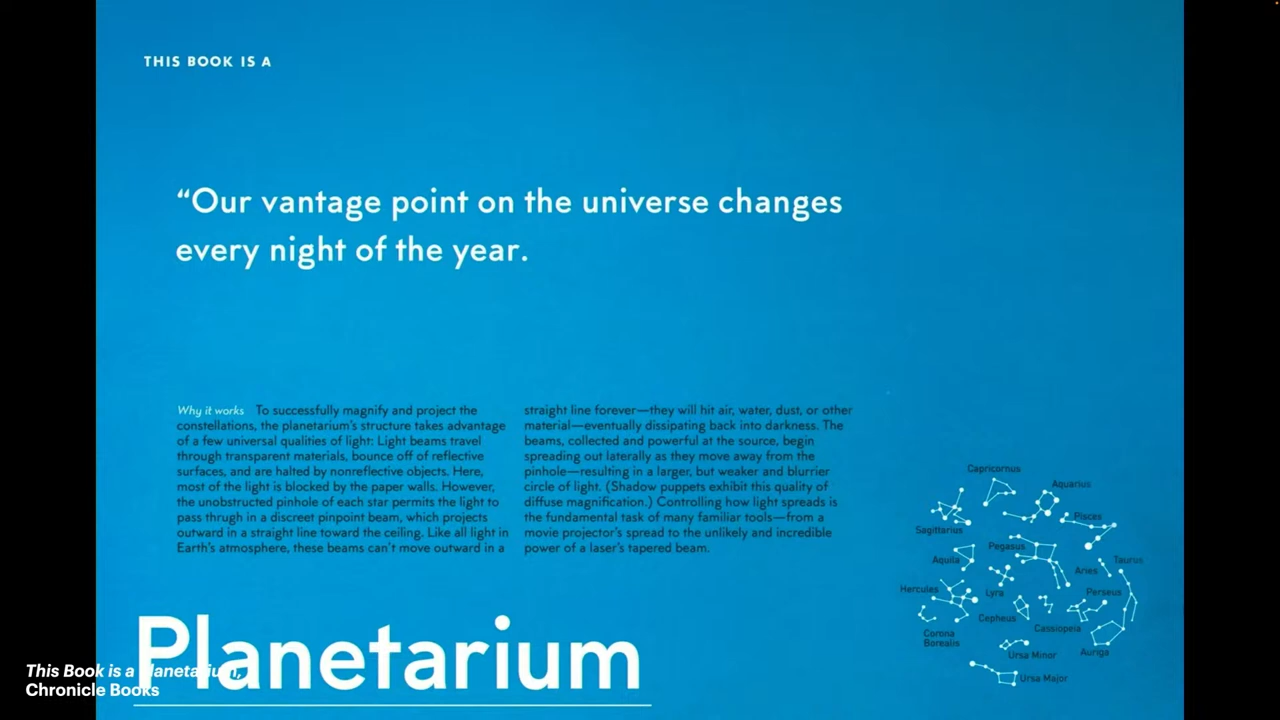 THIS BOOK IS A
“Our vantage point on the universe changes
every night of the year.
Why it works To successfully magnify and project the
constellations, the planetarium's structure takes advantage
of a few universal qualities of light: Light beams travel
through transparent materials, bounce off of reflective
surfaces, and are halted by nonreflective objects. Here,
most of the light is blocked by the paper walls. However,
the unobstructed pinhole of each star permits the light to
pass thrugh in a discreet pinpoint beam, which projects
outward in a straight line toward the ceiling. Like all light in
Earth's atmosphere, these beams can't move outward in a
straight line forever—they will hit air, water, dust, or other
material—eventually dissipating back into darkness. The
beams, collected and powerful at the source, begin
spreading out laterally as they move away from the
pinhole—resulting in a larger, but weaker and blurrier
circle of light. (Shadow puppets exhibit this quality of
diffuse magnification.) Controlling how light spreads is
the fundamental task of many familiar tools—from a
movie projector's spread to the unlikely and incredible
power of a laser's tapered beam.
Capricornus
Aquarius
Pisces
Sagittarius
Pegasus
Aquila
Taurus
Aries
Hercules
Lyra
Perseus
Cepheus
Cassiopeia
Corona
Borealis
Auriga
Ursa Minor
Ursa Major
Planetarium
This Book is a Planetarium,
Chronicle Books